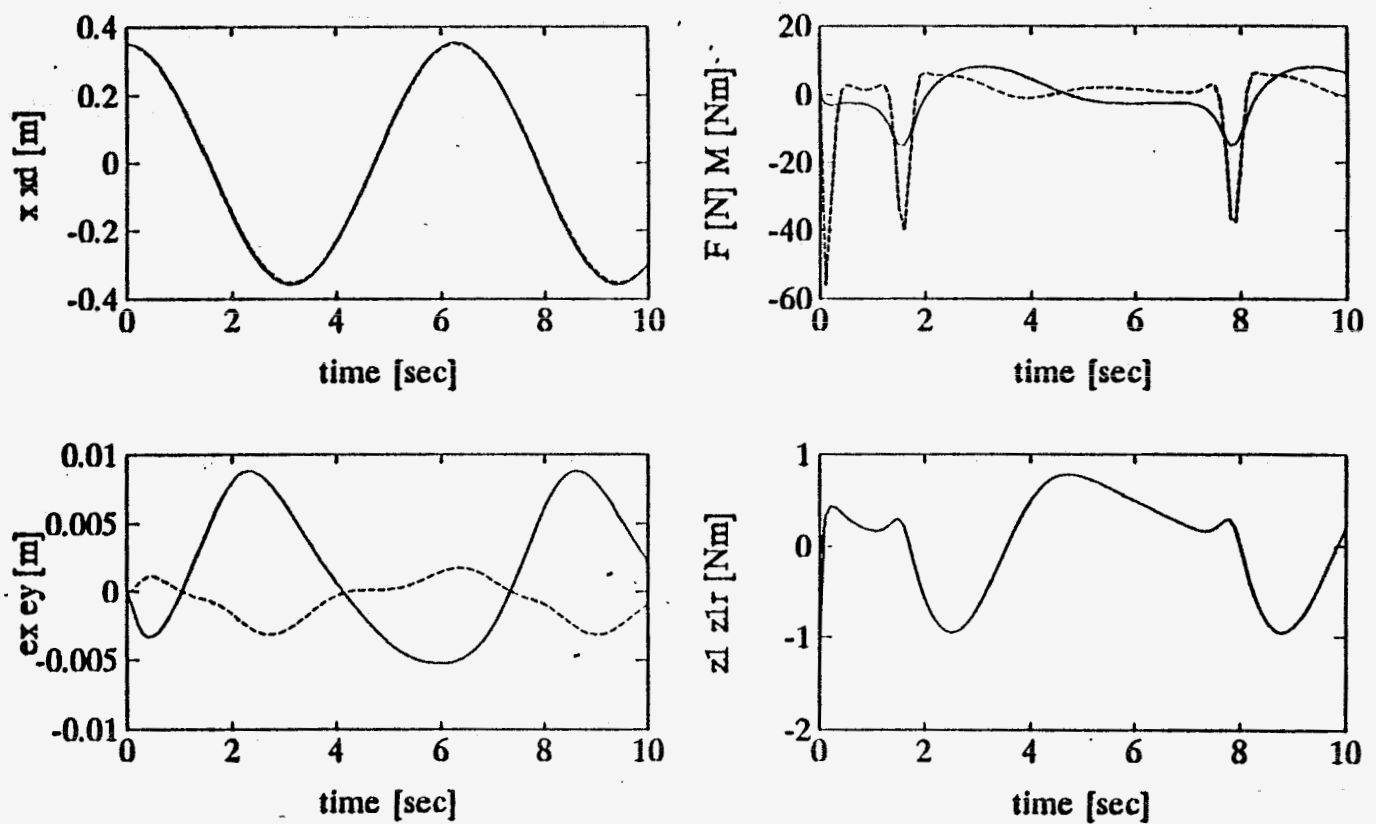 0.4
0.2
0
-0.2
-0.4
x xd [m]
0 2 4 6 8 10
time [sec]
20
0
-20
-40
-60
F [N] M [Nm]
0 2 4 6 8 10
time [sec]
0.01
0.005
0
-0.005
-0.01
ex ey [m]
0 2 4 6 8 10
time [sec]
1
0
-1
-2
z1 z1r [Nm]
0 2 4 6 8 10
time [sec]